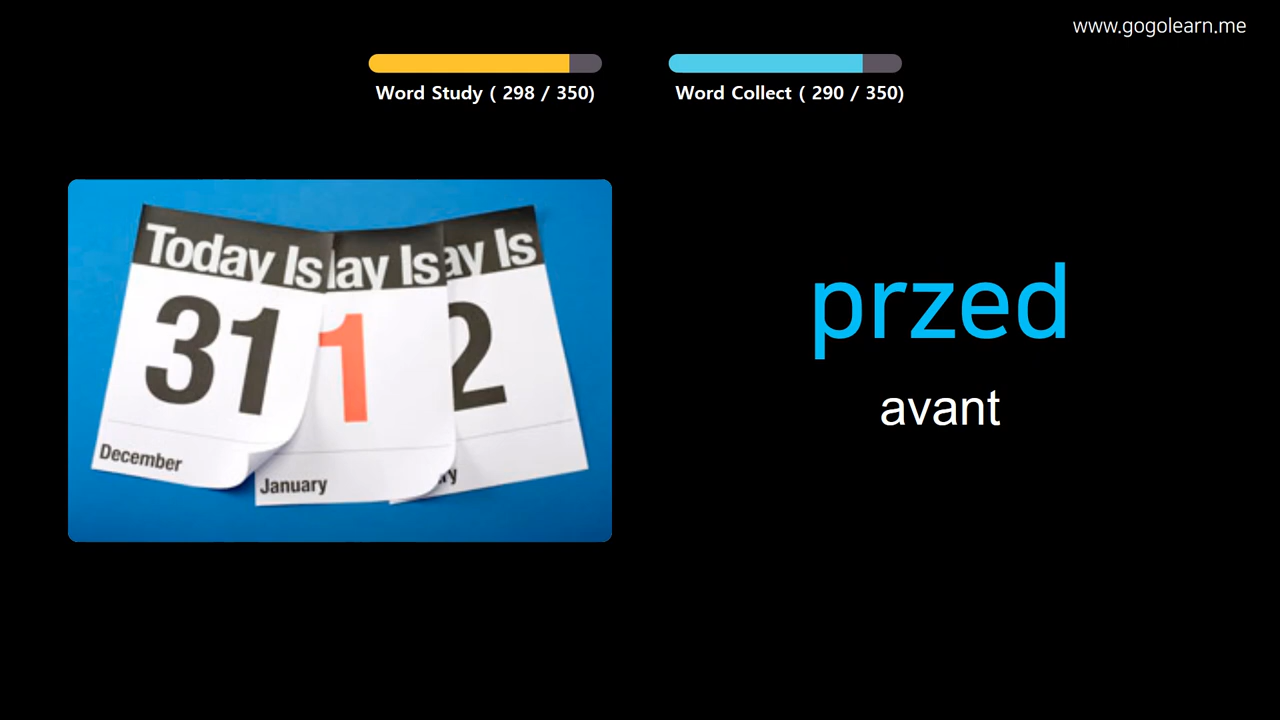 www.gogolearn.me
Word Study ( 298 / 350)
Word Collect ( 290 / 350)
Today Is
ay Is
ay Is
31
1
2
December
January
ry
przed
avant